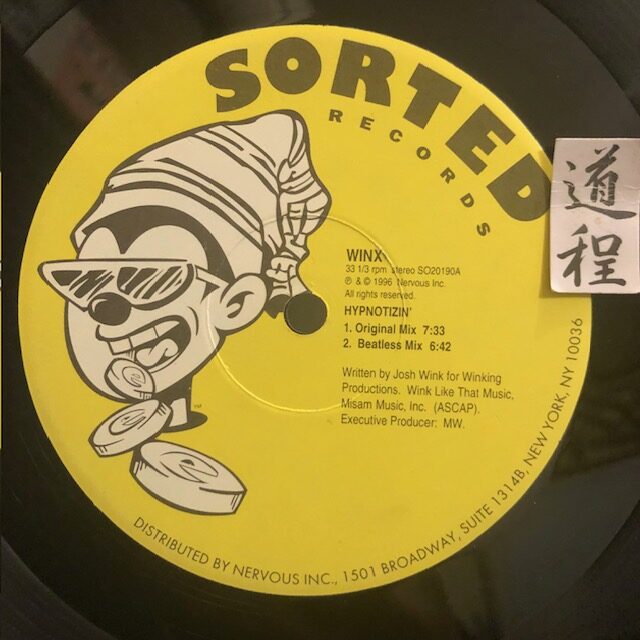 SORTED
RECORDS
道程
WINX
33 1/3 rpm stereo SO20190A
℗ & © 1996 Nervous Inc.
All rights reserved.
HYPNOTIZIN'
1. Original Mix 7:33
2. Beatless Mix 6:42
Written by Josh Wink for Winking
Productions. Wink Like That Music,
Misam Music, Inc. (ASCAP).
Executive Producer: MW.
TM
DISTRIBUTED BY NERVOUS INC., 1501 BROADWAY, SUITE 1314B, NEW YORK, NY 10036